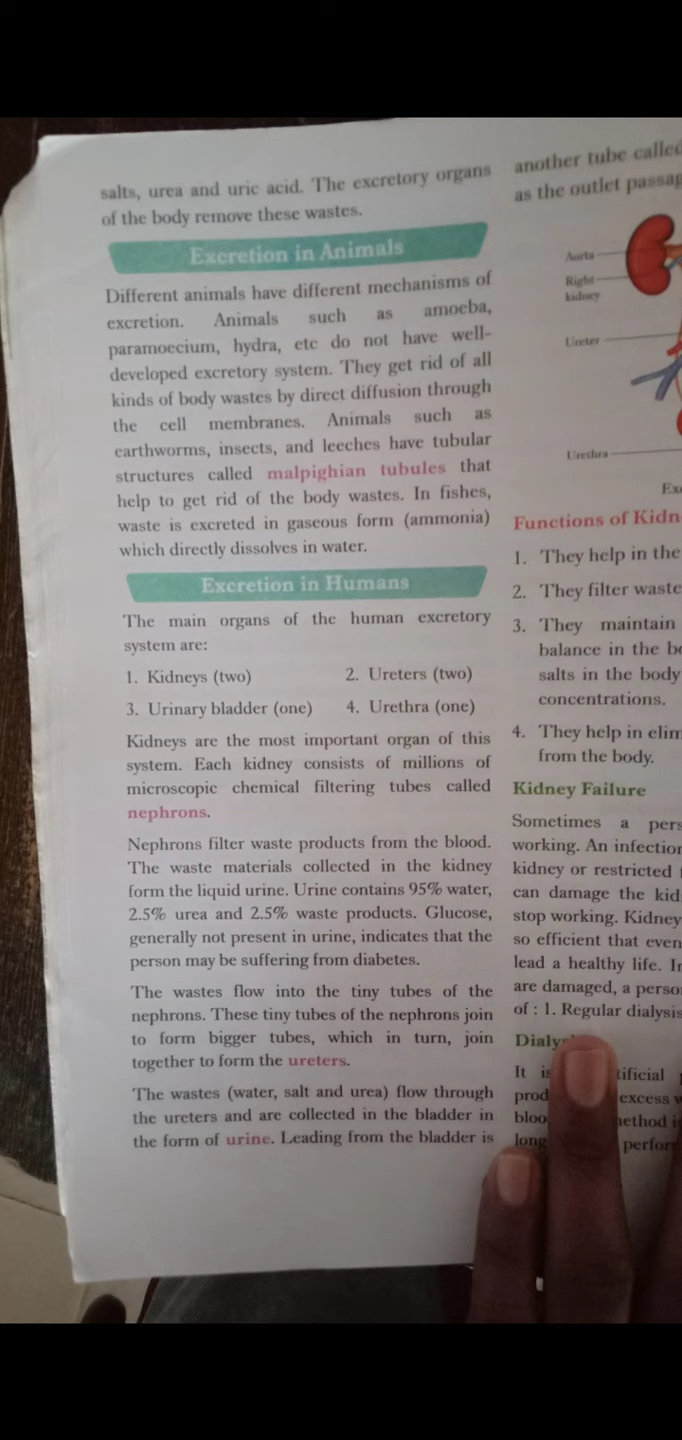 salts, urea and uric acid. The excretory organs
of the body remove these wastes.
Excretion in Animals
Different animals have different mechanisms of
excretion. Animals such as amoeba,
paramoecium, hydra, etc do not have well-
developed excretory system. They get rid of all
kinds of body wastes by direct diffusion through
the cell membranes. Animals such as
earthworms, insects, and leeches have tubular
structures called malpighian tubules that
help to get rid of the body wastes. In fishes,
waste is excreted in gaseous form (ammonia)
which directly dissolves in water.
Excretion in Humans
The main organs of the human excretory
system are:
1. Kidneys (two) 2. Ureters (two)
3. Urinary bladder (one) 4. Urethra (one)
Kidneys are the most important organ of this
system. Each kidney consists of millions of
microscopic chemical filtering tubes called
nephrons.
Nephrons filter waste products from the blood.
The waste materials collected in the kidney
form the liquid urine. Urine contains 95% water,
2.5% urea and 2.5% waste products. Glucose,
generally not present in urine, indicates that the
person may be suffering from diabetes.
The wastes flow into the tiny tubes of the
nephrons. These tiny tubes of the nephrons join
to form bigger tubes, which in turn, join
together to form the ureters.
The wastes (water, salt and urea) flow through
the ureters and are collected in the bladder in
the form of urine. Leading from the bladder is
another tube called
as the outlet
Aorta
Right
kidney
Ureter
Urethra
Functions of
1. They help in the
2. They filter
3. They maintain
balance in the
salts in the body
concentrations.
4. They help in
from the body.
Kidney Failure
Sometimes a
working. An
kidney or restricted
can damage the
stop working. Kidney
so efficient that even
lead a healthy life.
are damaged, a
of : 1. Regular dialysis
It
excess
long